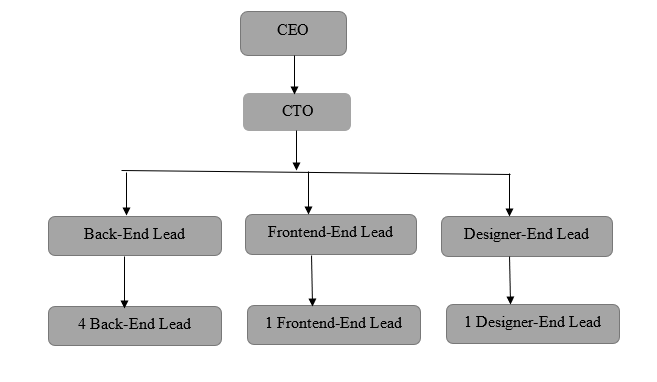 CEO
CTO
Back-End Lead
Frontend-End Lead
Designer-End Lead
4 Back-End Lead
1 Frontend-End Lead
1 Designer-End Lead